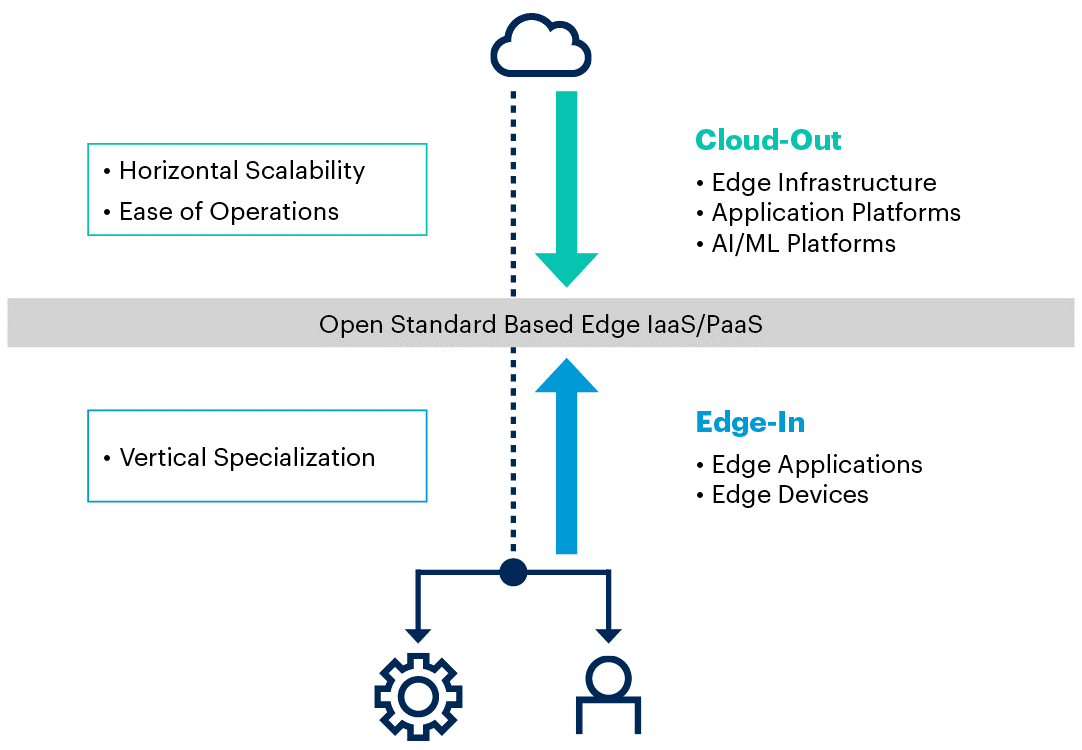 • Horizontal Scalability
• Ease of Operations
Cloud-Out
• Edge Infrastructure
• Application Platforms
• AI/ML Platforms
Open Standard Based Edge IaaS/PaaS
• Vertical Specialization
Edge-In
• Edge Applications
• Edge Devices